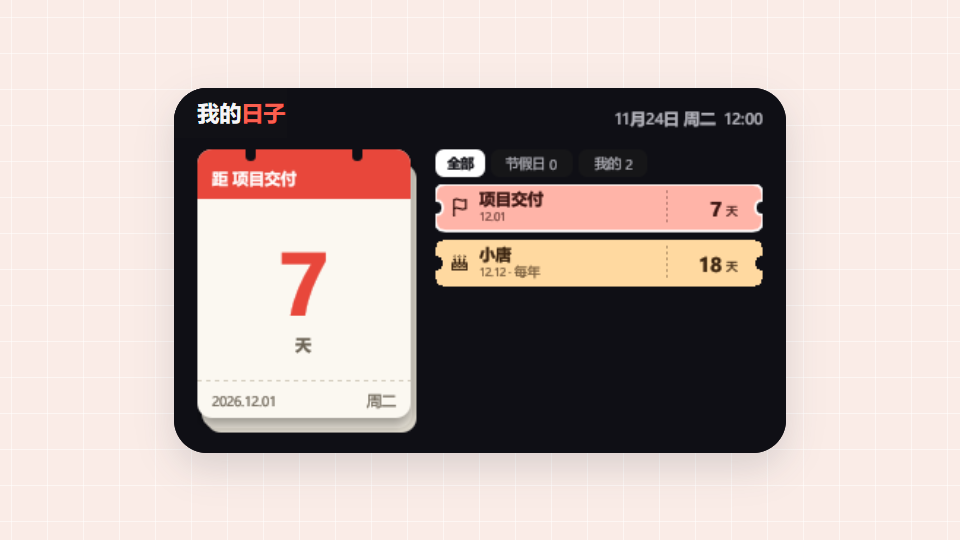 我的日子
11月24日 周二 12:00
距 项目交付
7
天
2026.12.01 周二
全部 节假日 0 我的 2
项目交付
12.01
7 天
小唐
12.12 · 每年
18 天